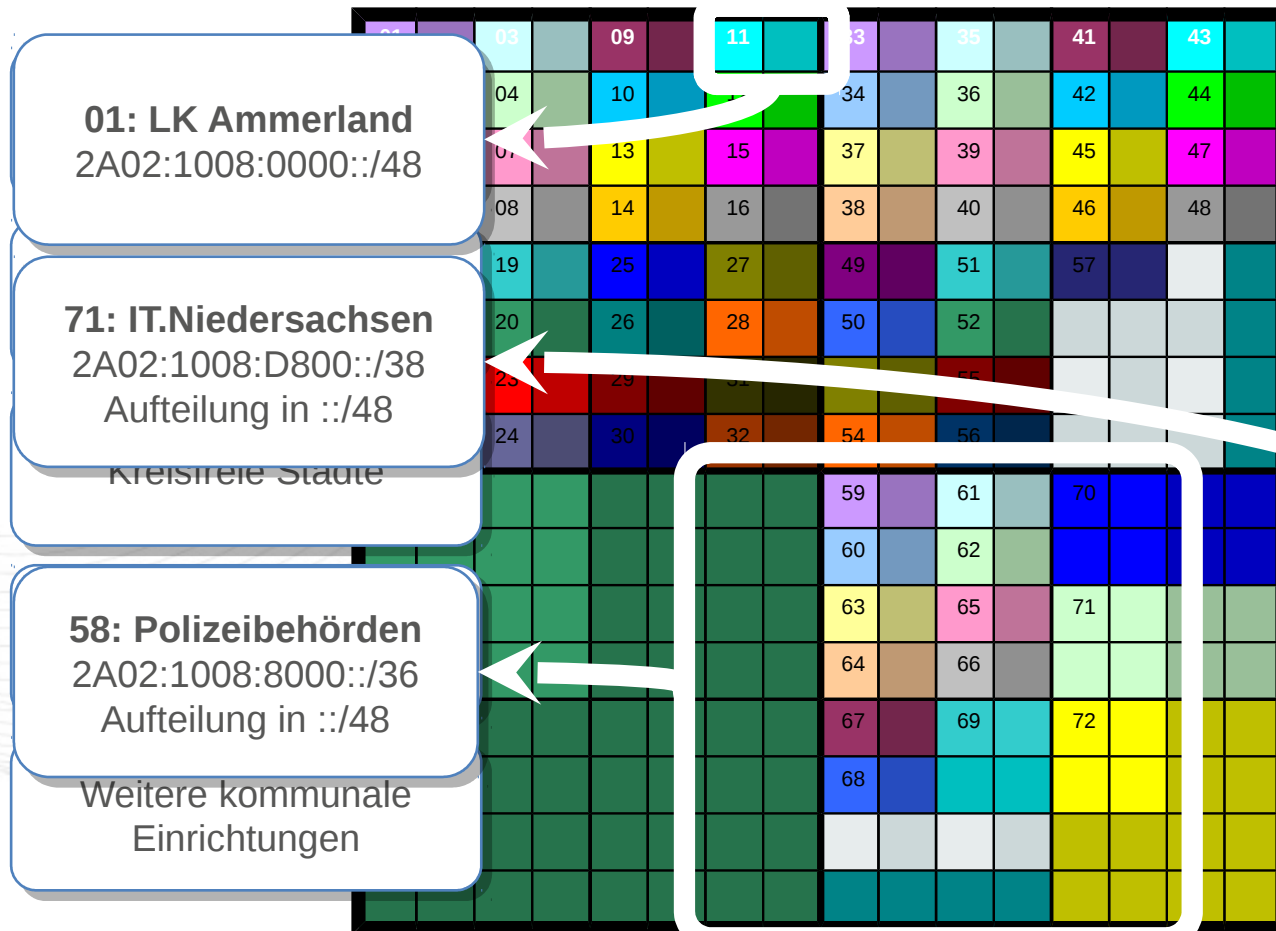 01: LK Ammerland
2A02:1008:0000::/48
71: IT.Niedersachsen
2A02:1008:D800::/38
Aufteilung in ::/48
Kreisfreie Städte
58: Polizeibehörden
2A02:1008:8000::/36
Aufteilung in ::/48
Weitere kommunale
Einrichtungen
01 03 09 11 33 35 41 43
04 10 34 36 42 44
07 13 15 37 39 45 47
08 14 16 38 40 46 48
19 25 27 49 51 57
20 26 28 50 52
23 29 31 55
24 30 32 54 56
59 61 70
60 62
63 65 71
64 66
67 69 72
68